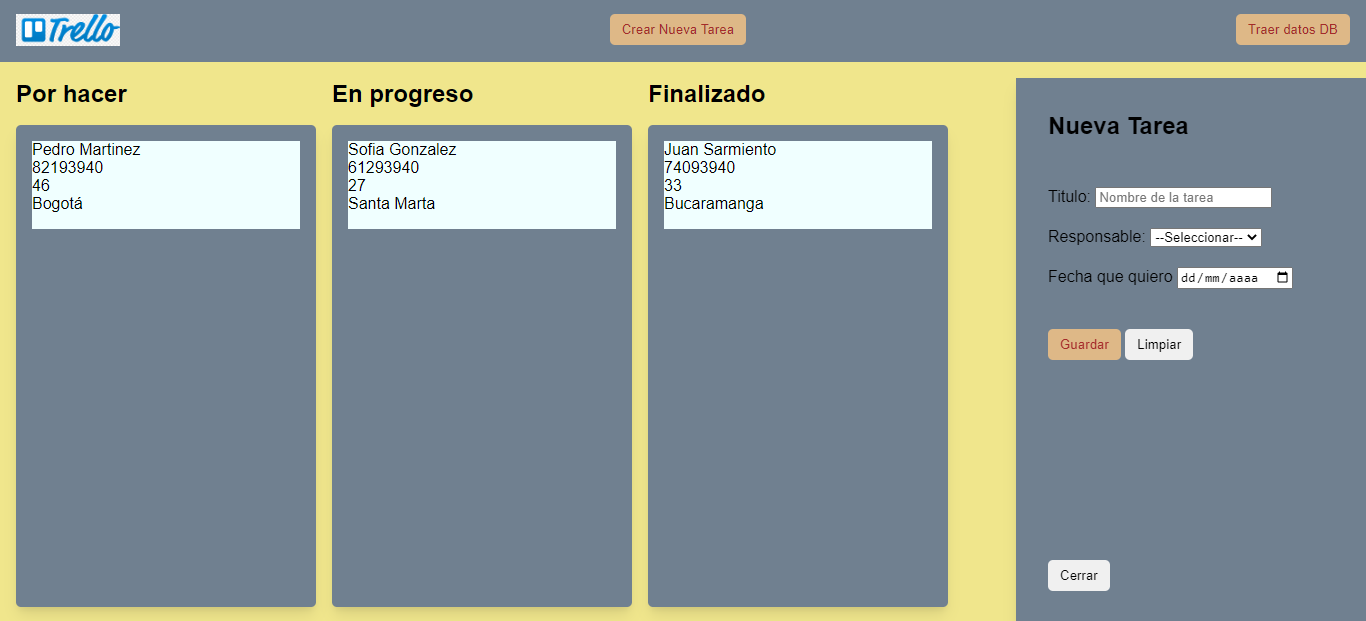 Trello
Crear Nueva Tarea
Traer datos DB
Por hacer
Pedro Martinez
82193940
46
Bogotá
En progreso
Sofia Gonzalez
61293940
27
Santa Marta
Finalizado
Juan Sarmiento
74093940
33
Bucaramanga
Nueva Tarea
Titulo: Nombre de la tarea
Responsable: --Seleccionar--
Fecha que quiero dd/mm/aaaa
Guardar Limpiar
Cerrar